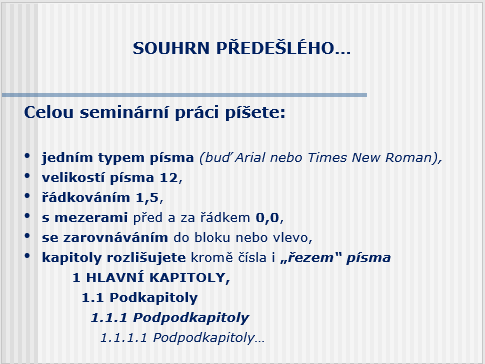 SOUHRN PŘEDEŠLÉHO…
Celou seminární práci píšete:
• jedním typem písma (buď Arial nebo Times New Roman),
• velikostí písma 12,
• řádkováním 1,5,
• s mezerami před a za řádkem 0,0,
• se zarovnáváním do bloku nebo vlevo,
• kapitoly rozlišujete kromě čísla i „řezem“ písma
1 HLAVNÍ KAPITOLY,
1.1 Podkapitoly
1.1.1 Podpodkapitoly
1.1.1.1 Podpodkapitoly…